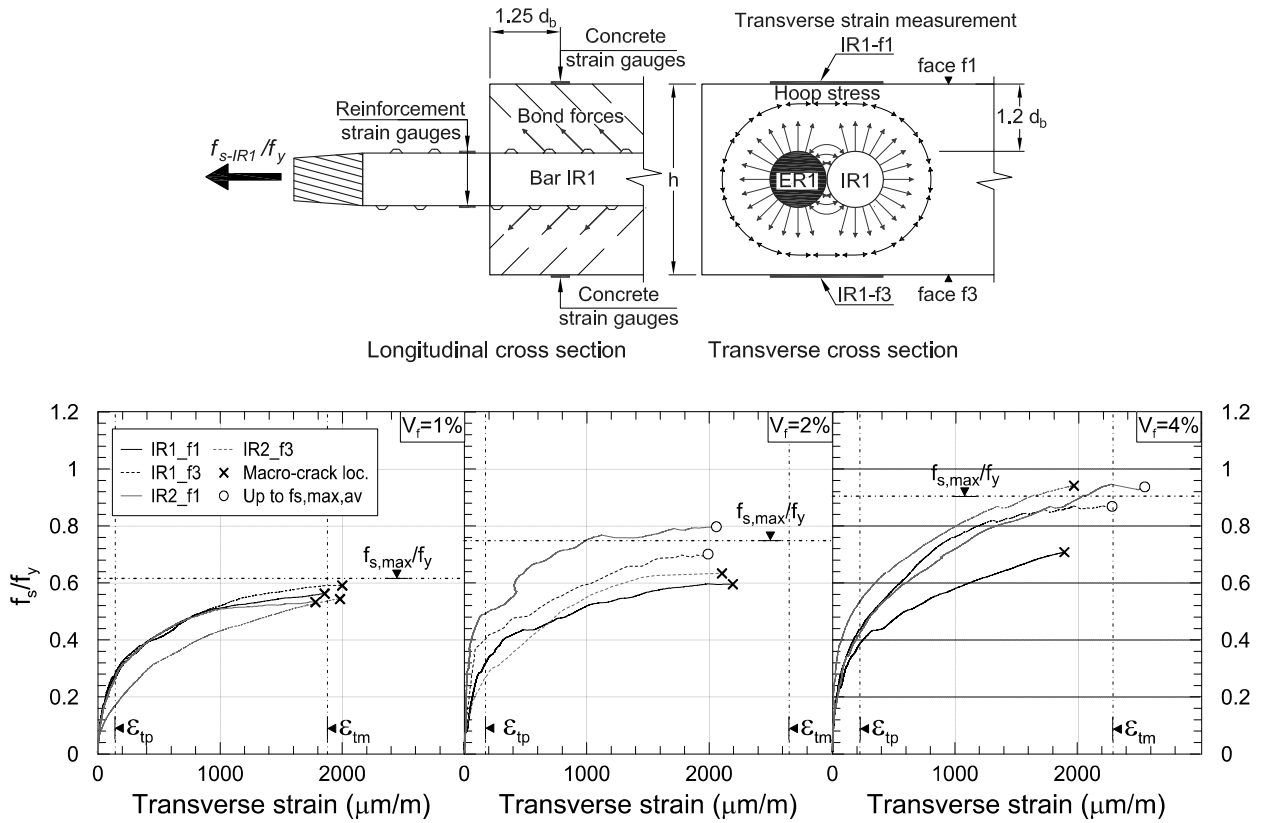 1.25 d_b
Concrete
strain gauges
Transverse strain measurement
IR1-f1
face f1
Hoop stress
Reinforcement
strain gauges
Bond forces
1.2 d_b
f_s-IR1/f_y
Bar IR1
h
ER1
IR1
Concrete
strain gauges
IR1-f3
face f3
Longitudinal cross section
Transverse cross section
f_s/f_y
1.2
1
0.8
0.6
0.4
0.2
0
V_f=1%
IR1_f1
IR1_f3
IR2_f1
IR2_f3
Macro-crack loc.
Up to fs,max,av
f_s,max/f_y
ε_tp
ε_tm
0
1000
2000
Transverse strain (μm/m)
V_f=2%
f_s,max/f_y
ε_tp
ε_tm
0
1000
2000
Transverse strain (μm/m)
V_f=4%
f_s,max/f_y
ε_tp
ε_tm
0
1000
2000
Transverse strain (μm/m)
1.2
1
0.8
0.6
0.4
0.2
0